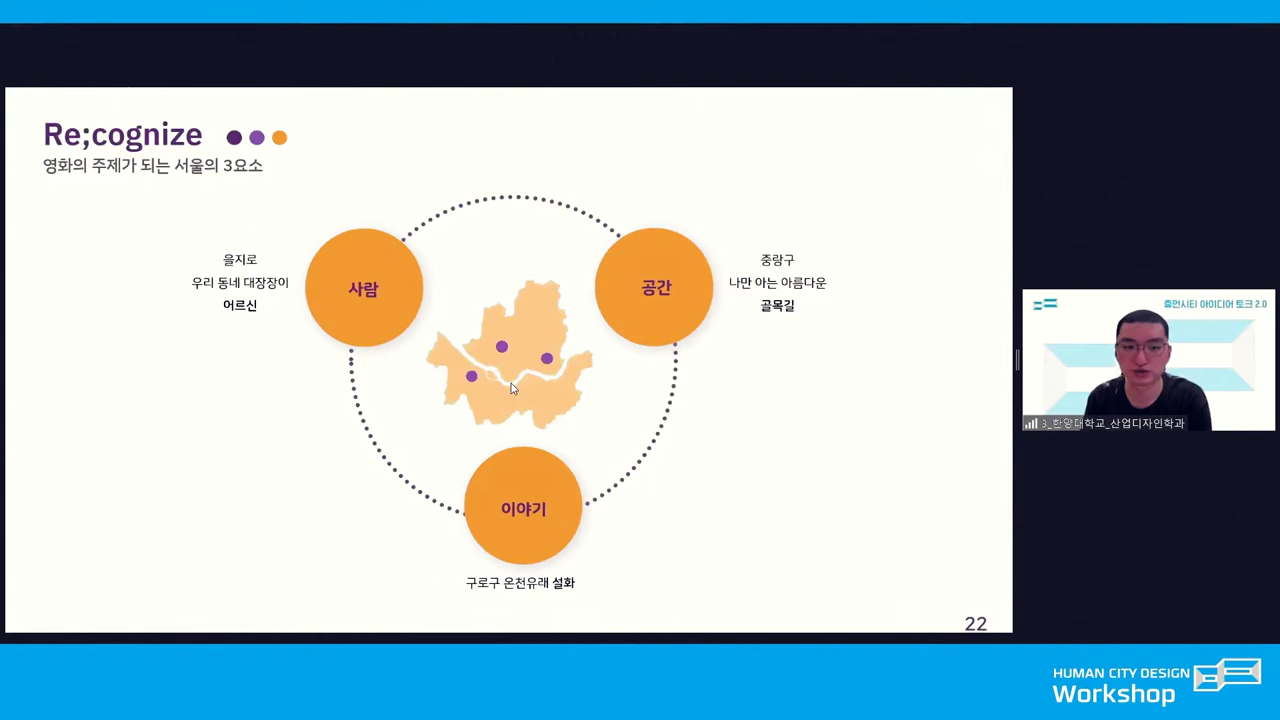 Re;cognize
영화의 주제가 되는 서울의 3요소
을지로
우리 동네 대장장이
어르신
사람
공간
중랑구
나만 아는 아름다운
골목길
이야기
구로구 온천유래 설화
22
휴먼시티 아이디어 토크 2.0
3_한양대학교_산업디자인학과
HUMAN CITY DESIGN
Workshop